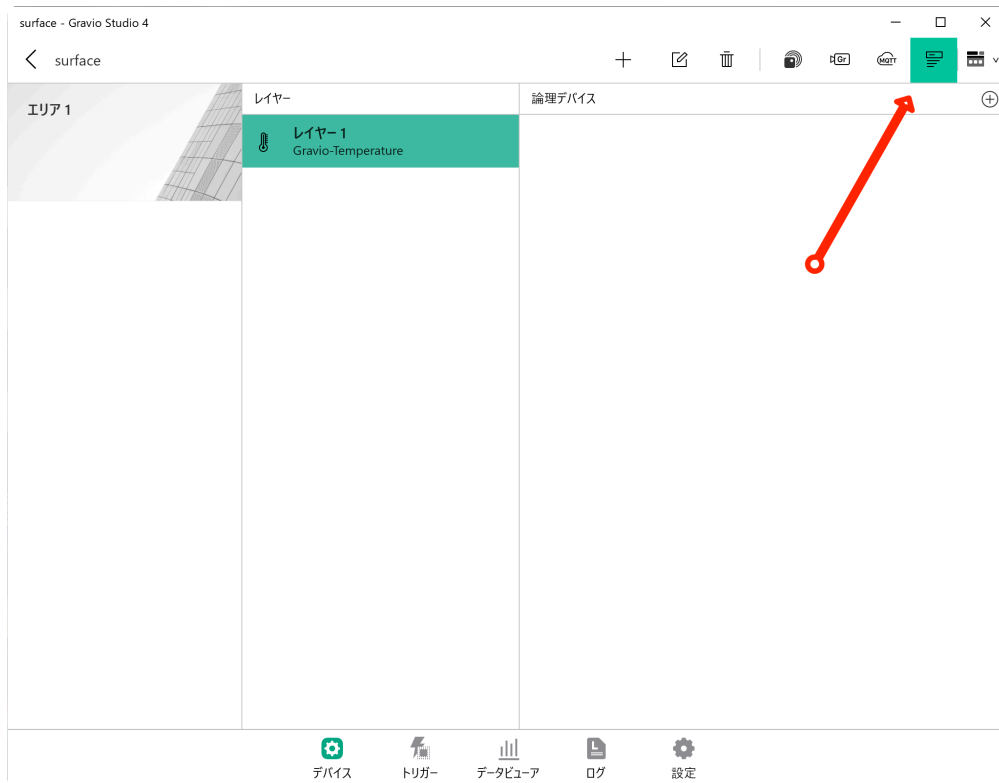 surface - Gravio Studio 4
surface
Gr
MQTT
エリア 1
レイヤー
論理デバイス
レイヤー 1
Gravio-Temperature
デバイス
トリガー
データビューア
ログ
設定